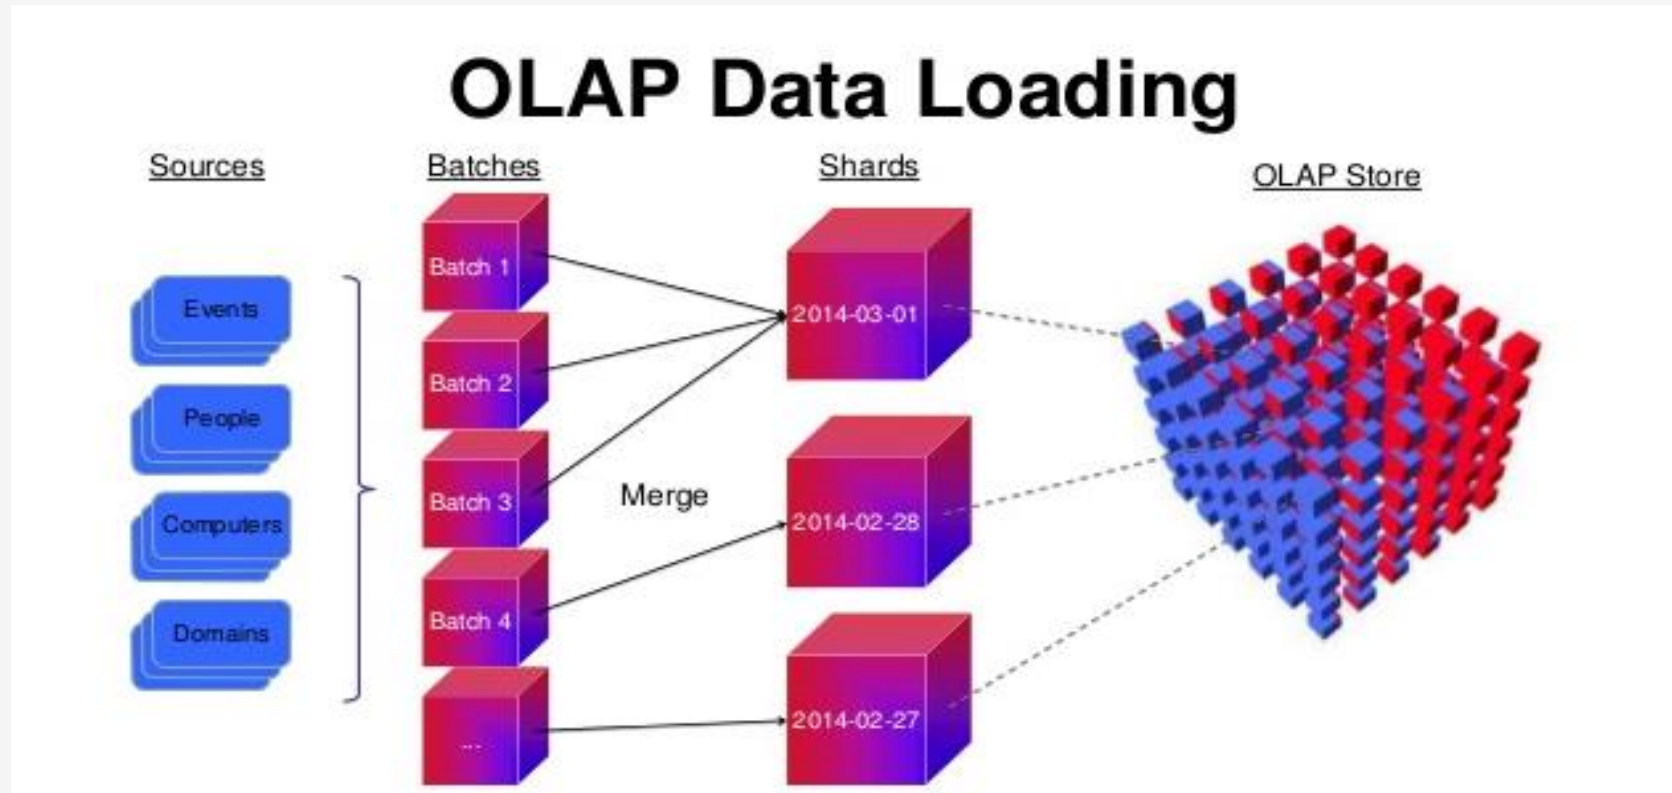 OLAP Data Loading
Sources
Batches
Shards
OLAP Store
Events
People
Computers
Domains
Batch 1
Batch 2
Batch 3
Batch 4
...
Merge
2014-03-01
2014-02-28
2014-02-27